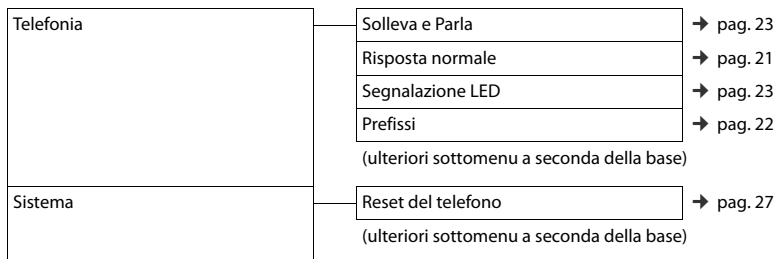 Telefonia Solleva e Parla → pag. 23
Risposta normale → pag. 21
Segnalazione LED → pag. 23
Prefissi → pag. 22
(ulteriori sottomenu a seconda della base)
Sistema Reset del telefono → pag. 27
(ulteriori sottomenu a seconda della base)